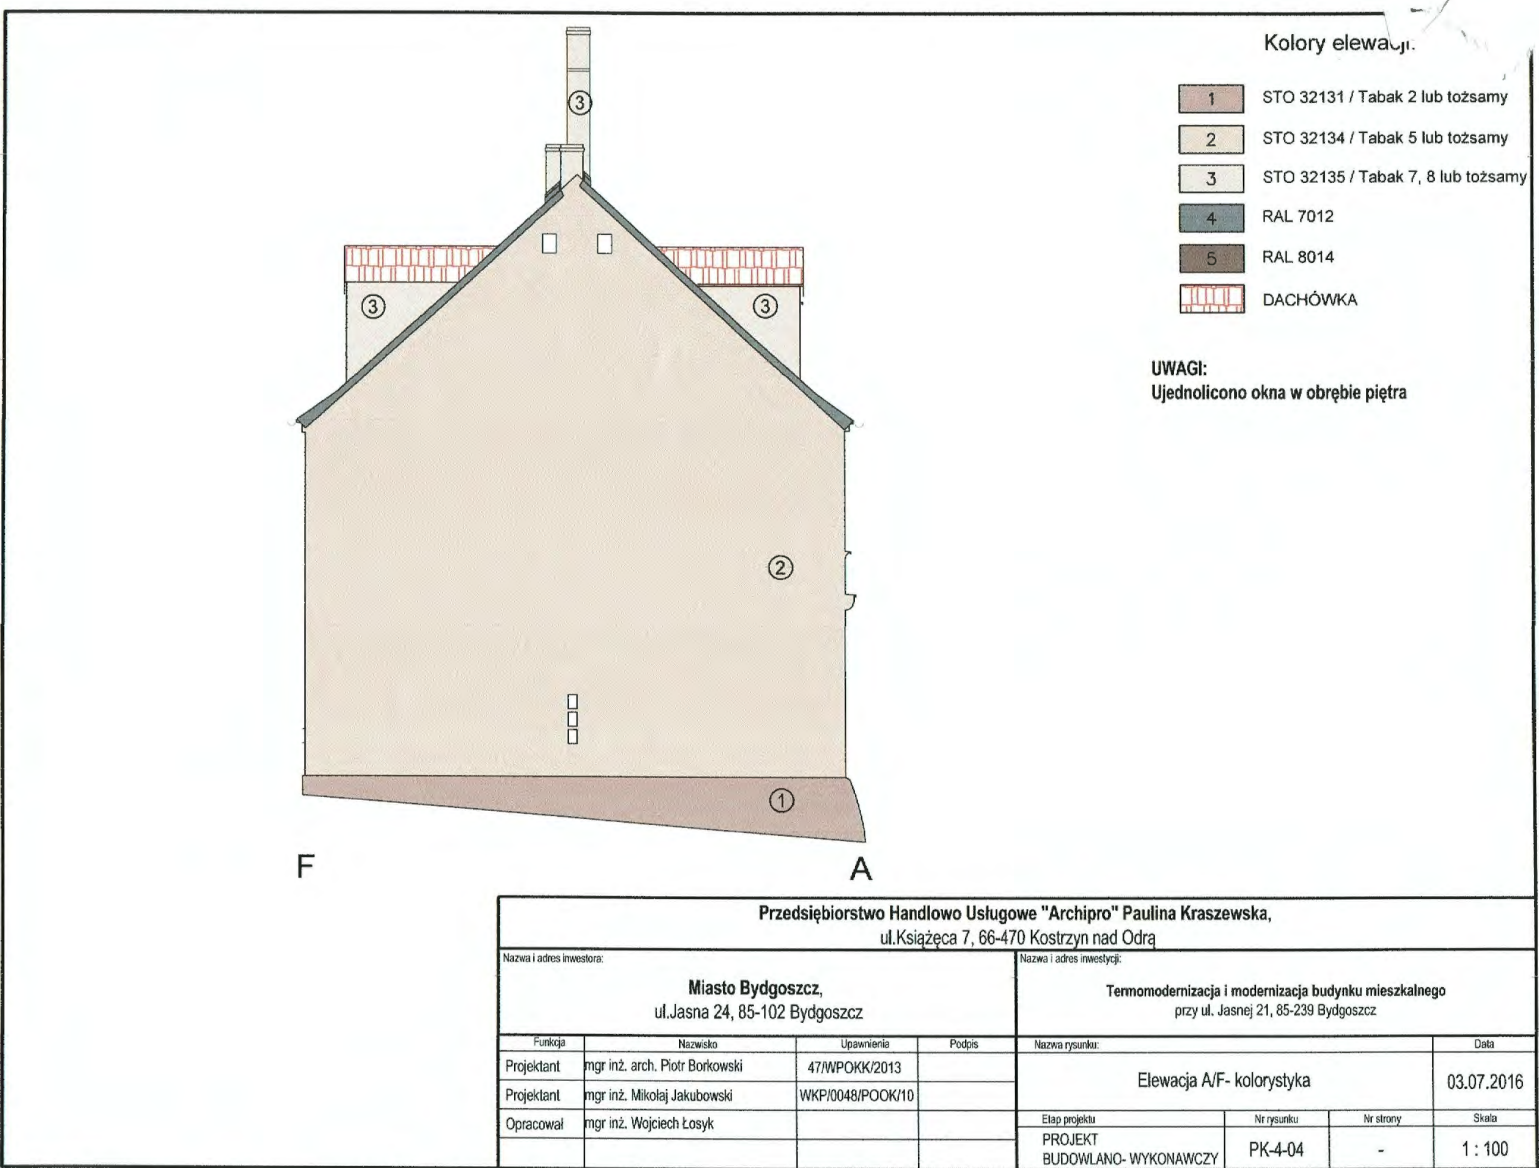 Kolory elewacji:
1 STO 32131 / Tabak 2 lub tożsamy
2 STO 32134 / Tabak 5 lub tożsamy
3 STO 32135 / Tabak 7, 8 lub tożsamy
4 RAL 7012
5 RAL 8014
DACHÓWKA
UWAGI:
Ujednolicono okna w obrębie piętra
3
3
3
2
1
F
A
Przedsiębiorstwo Handlowo Usługowe "Archipro" Paulina Kraszewska,
ul.Książęca 7, 66-470 Kostrzyn nad Odrą
Nazwa i adres inwestora:
Miasto Bydgoszcz,
ul.Jasna 24, 85-102 Bydgoszcz
Nazwa i adres inwestycji:
Termomodernizacja i modernizacja budynku mieszkalnego
przy ul. Jasnej 21, 85-239 Bydgoszcz
Funkcja Nazwisko Upawnienia Podpis
Projektant mgr inż. arch. Piotr Borkowski 47/WPOKK/2013
Projektant mgr inż. Mikołaj Jakubowski WKP/0048/POOK/10
Opracował mgr inż. Wojciech Łosyk
Nazwa rysunku: Data
Elewacja A/F- kolorystyka 03.07.2016
Etap projektu Nr rysunku Nr strony Skala
PROJEKT
BUDOWLANO- WYKONAWCZY PK-4-04 - 1 : 100